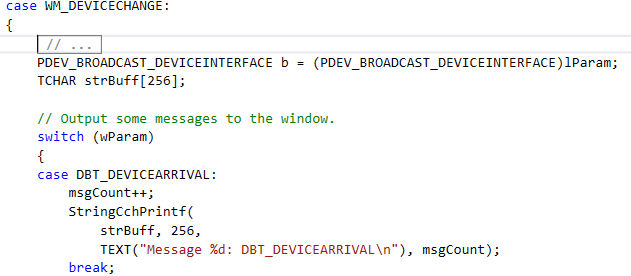 case WM_DEVICECHANGE:
{
// ...
PDEV_BROADCAST_DEVICEINTERFACE b = (PDEV_BROADCAST_DEVICEINTERFACE)lParam;
TCHAR strBuff[256];
// Output some messages to the window.
switch (wParam)
{
case DBT_DEVICEARRIVAL:
msgCount++;
StringCchPrintf(
strBuff, 256,
TEXT("Message %d: DBT_DEVICEARRIVAL\n"), msgCount);
break;